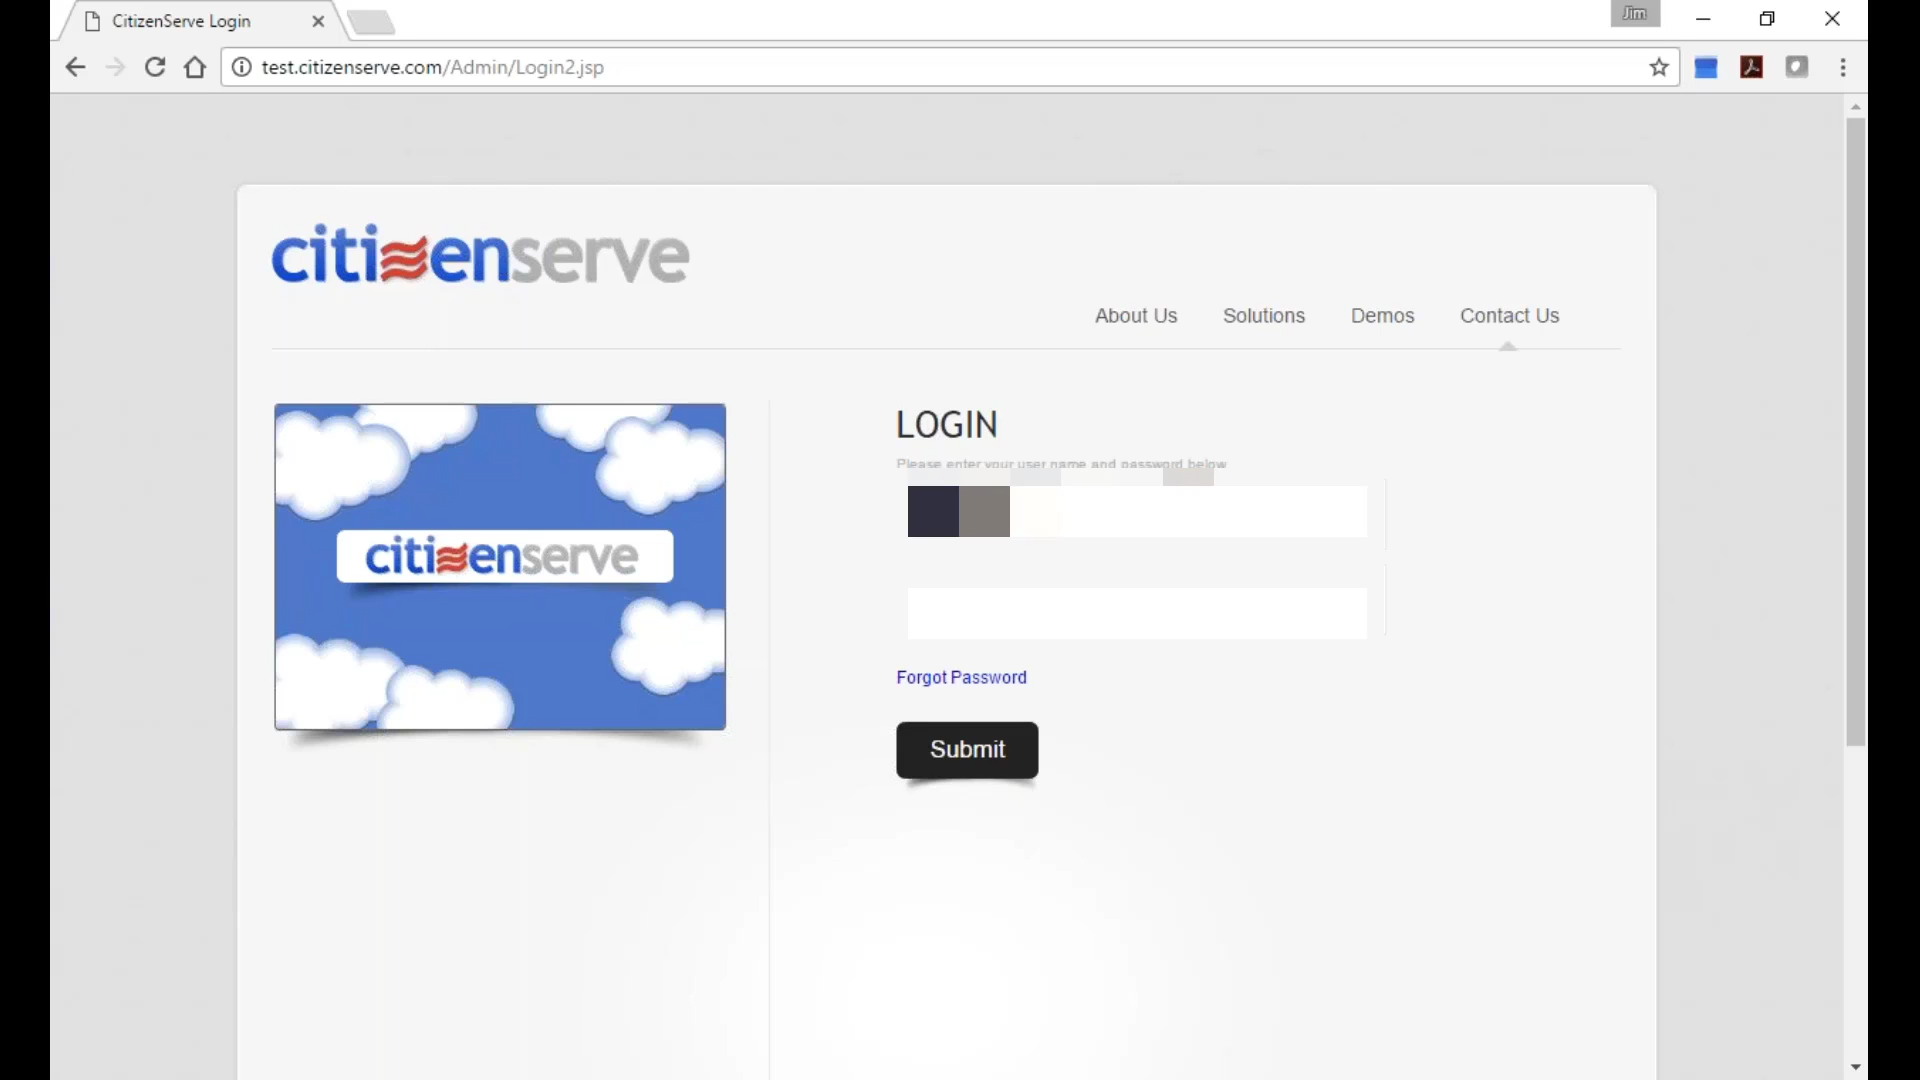 CitizenServe Login
Jim
test.citizenserve.com/Admin/Login2.jsp
citizenserve
About Us
Solutions
Demos
Contact Us
citizenserve
LOGIN
Please enter your user name and password below
Forgot Password
Submit